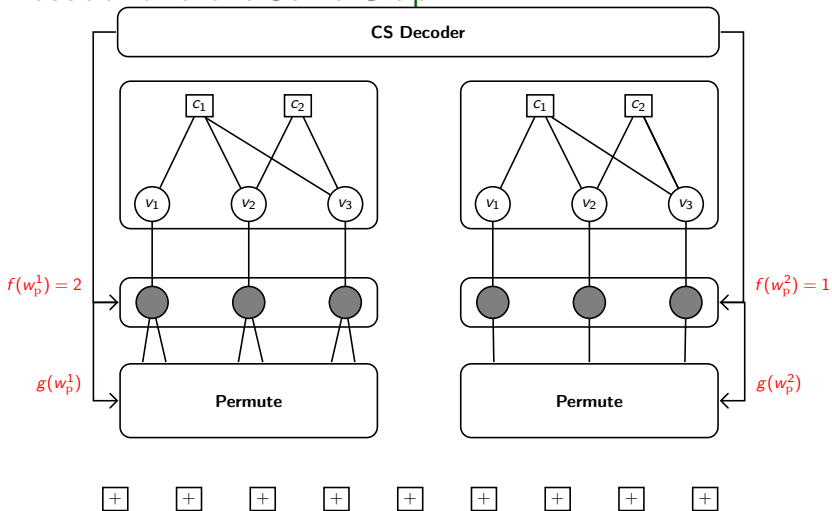 CS Decoder
c₁ c₂ c₁ c₂
v₁ v₂ v₃ v₁ v₂ v₃
f(w_p^1) = 2 f(w_p^2) = 1
g(w_p^1) Permute Permute g(w_p^2)
+ + + + + + + + +